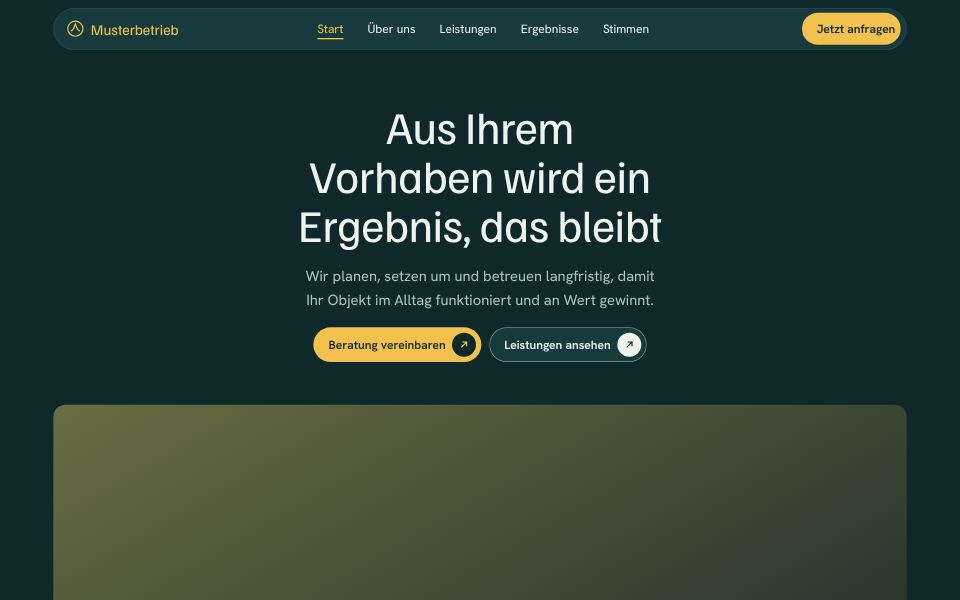 Musterbetrieb
Start
Über uns
Leistungen
Ergebnisse
Stimmen
Jetzt anfragen
Aus Ihrem
Vorhaben wird ein
Ergebnis, das bleibt
Wir planen, setzen um und betreuen langfristig, damit
Ihr Objekt im Alltag funktioniert und an Wert gewinnt.
Beratung vereinbaren
Leistungen ansehen